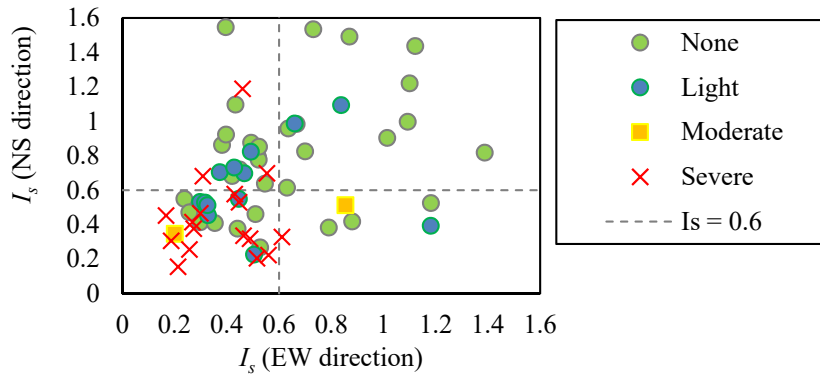 1.6
1.4
1.2
1
0.8
0.6
0.4
0.2
0
I_s (NS direction)
0 0.2 0.4 0.6 0.8 1 1.2 1.4 1.6
I_s (EW direction)
None
Light
Moderate
Severe
Is = 0.6